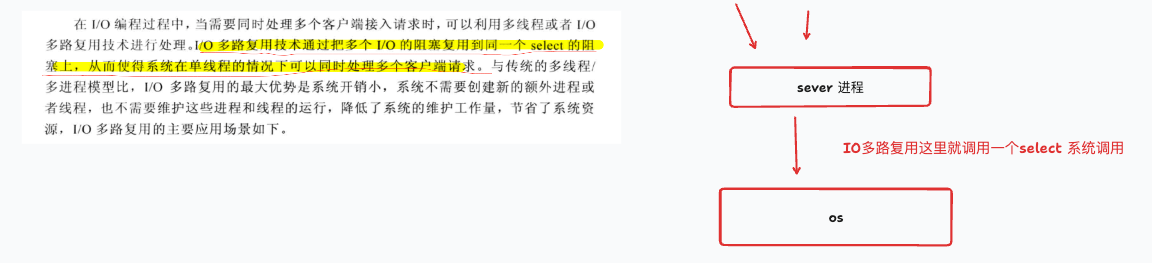 在 I/O 编程过程中，当需要同时处理多个客户端接入请求时，可以利用多线程或者 I/O
多路复用技术进行处理。I/O 多路复用技术通过把多个 I/O 的阻塞复用到同一个 select 的阻
塞上，从而使得系统在单线程的情况下可以同时处理多个客户端请求。与传统的多线程/
多进程模型比，I/O 多路复用的最大优势是系统开销小，系统不需要创建新的额外进程或
者线程，也不需要维护这些进程和线程的运行，降低了系统的维护工作量，节省了系统资
源，I/O 多路复用的主要应用场景如下。
sever 进程
IO多路复用这里就调用一个select 系统调用
os